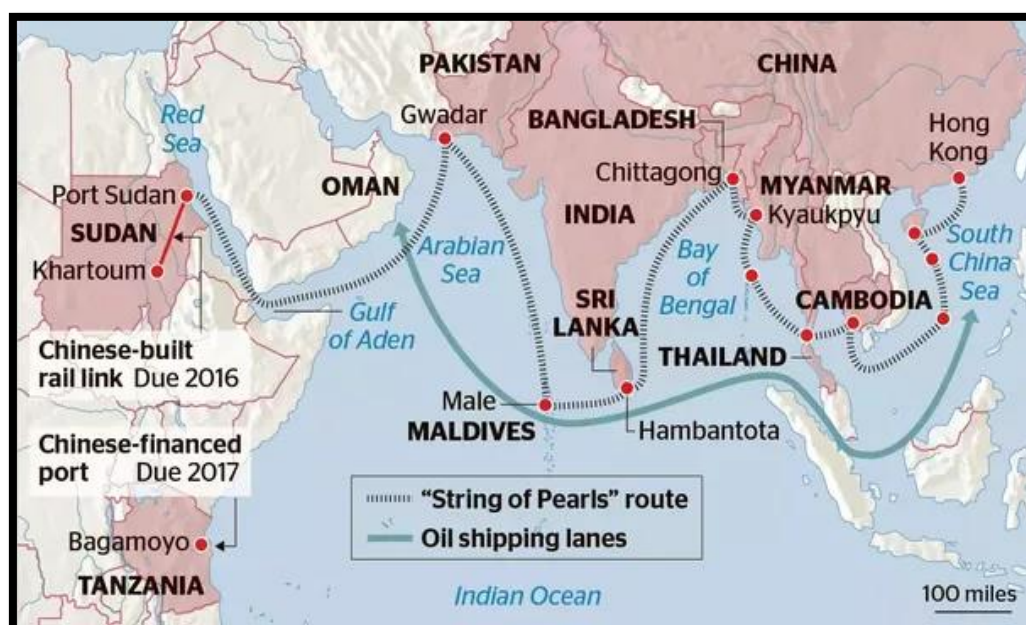 PAKISTAN
CHINA
Gwadar
Red
Sea
BANGLADESH
Hong
Kong
Chittagong
Port Sudan
OMAN
MYANMAR
Kyaukpyu
SUDAN
INDIA
Khartoum
Arabian
Sea
Bay
of
Bengal
South
China
Sea
Gulf
of Aden
SRI
LANKA
CAMBODIA
THAILAND
Chinese-built
rail link Due 2016
Male
MALDIVES
Hambantota
Chinese-financed
port Due 2017
"String of Pearls" route
Oil shipping lanes
Bagamoyo
TANZANIA
Indian Ocean
100 miles